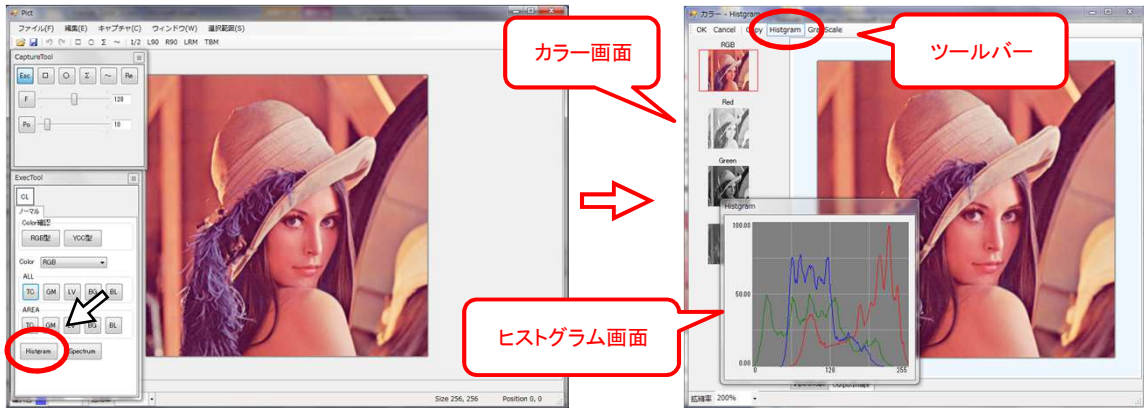 Pict
ファイル(F) 編集(E) キャプチャ(C) ウィンドウ(W) 選択範囲(S)
1/2 L90 R90 LRM TBM
CaptureTool
Esc Σ ～ Re
F 128
Po 10
ExecTool
CL
ノーマル
Color確認
RGB型 YCC型
Color RGB
ALL
TC GM LV BG BL
AREA
TC GM LV BG BL
Histgram Spectrum
Size 256, 256 Position 0, 0
カラー画面
ヒストグラム画面
カラー - Histgram
OK Cancel Copy Histgram GrayScale
ツールバー
RGB
Red
Green
Histgram
100.00
50.00
0.00
0 128 255
OutputImage
拡縮率 200%